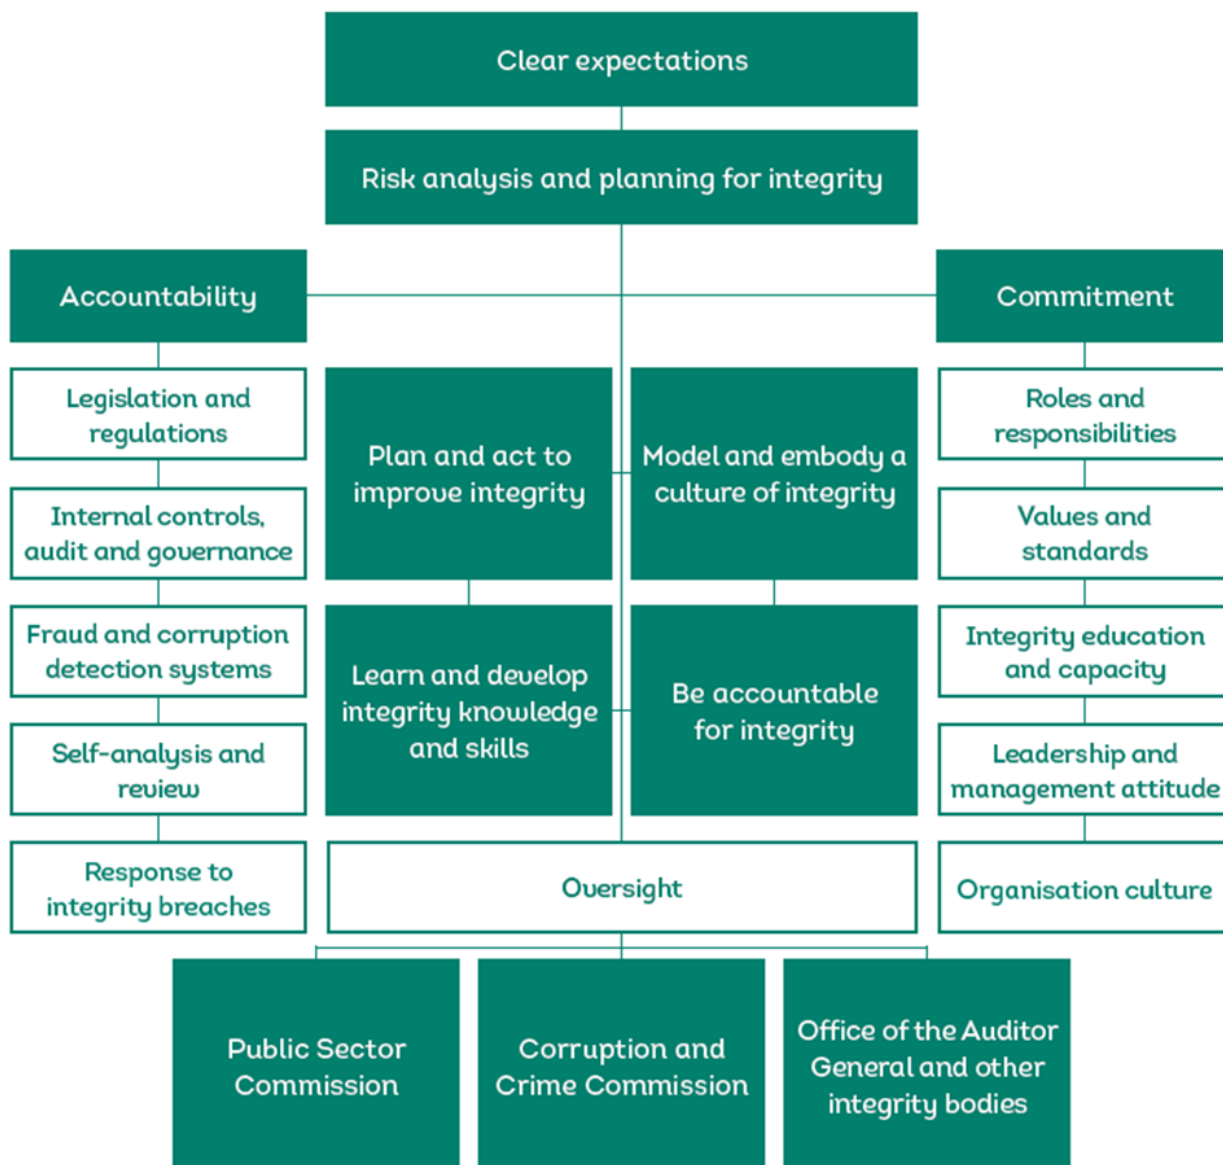 Clear expectations
Risk analysis and planning for integrity
Accountability
Commitment
Legislation and
regulations
Internal controls,
audit and governance
Fraud and corruption
detection systems
Self-analysis and
review
Response to
integrity breaches
Plan and act to
improve integrity
Model and embody a
culture of integrity
Learn and develop
integrity knowledge
and skills
Be accountable
for integrity
Roles and
responsibilities
Values and
standards
Integrity education
and capacity
Leadership and
management attitude
Organisation culture
Oversight
Public Sector
Commission
Corruption and
Crime Commission
Office of the Auditor
General and other
integrity bodies